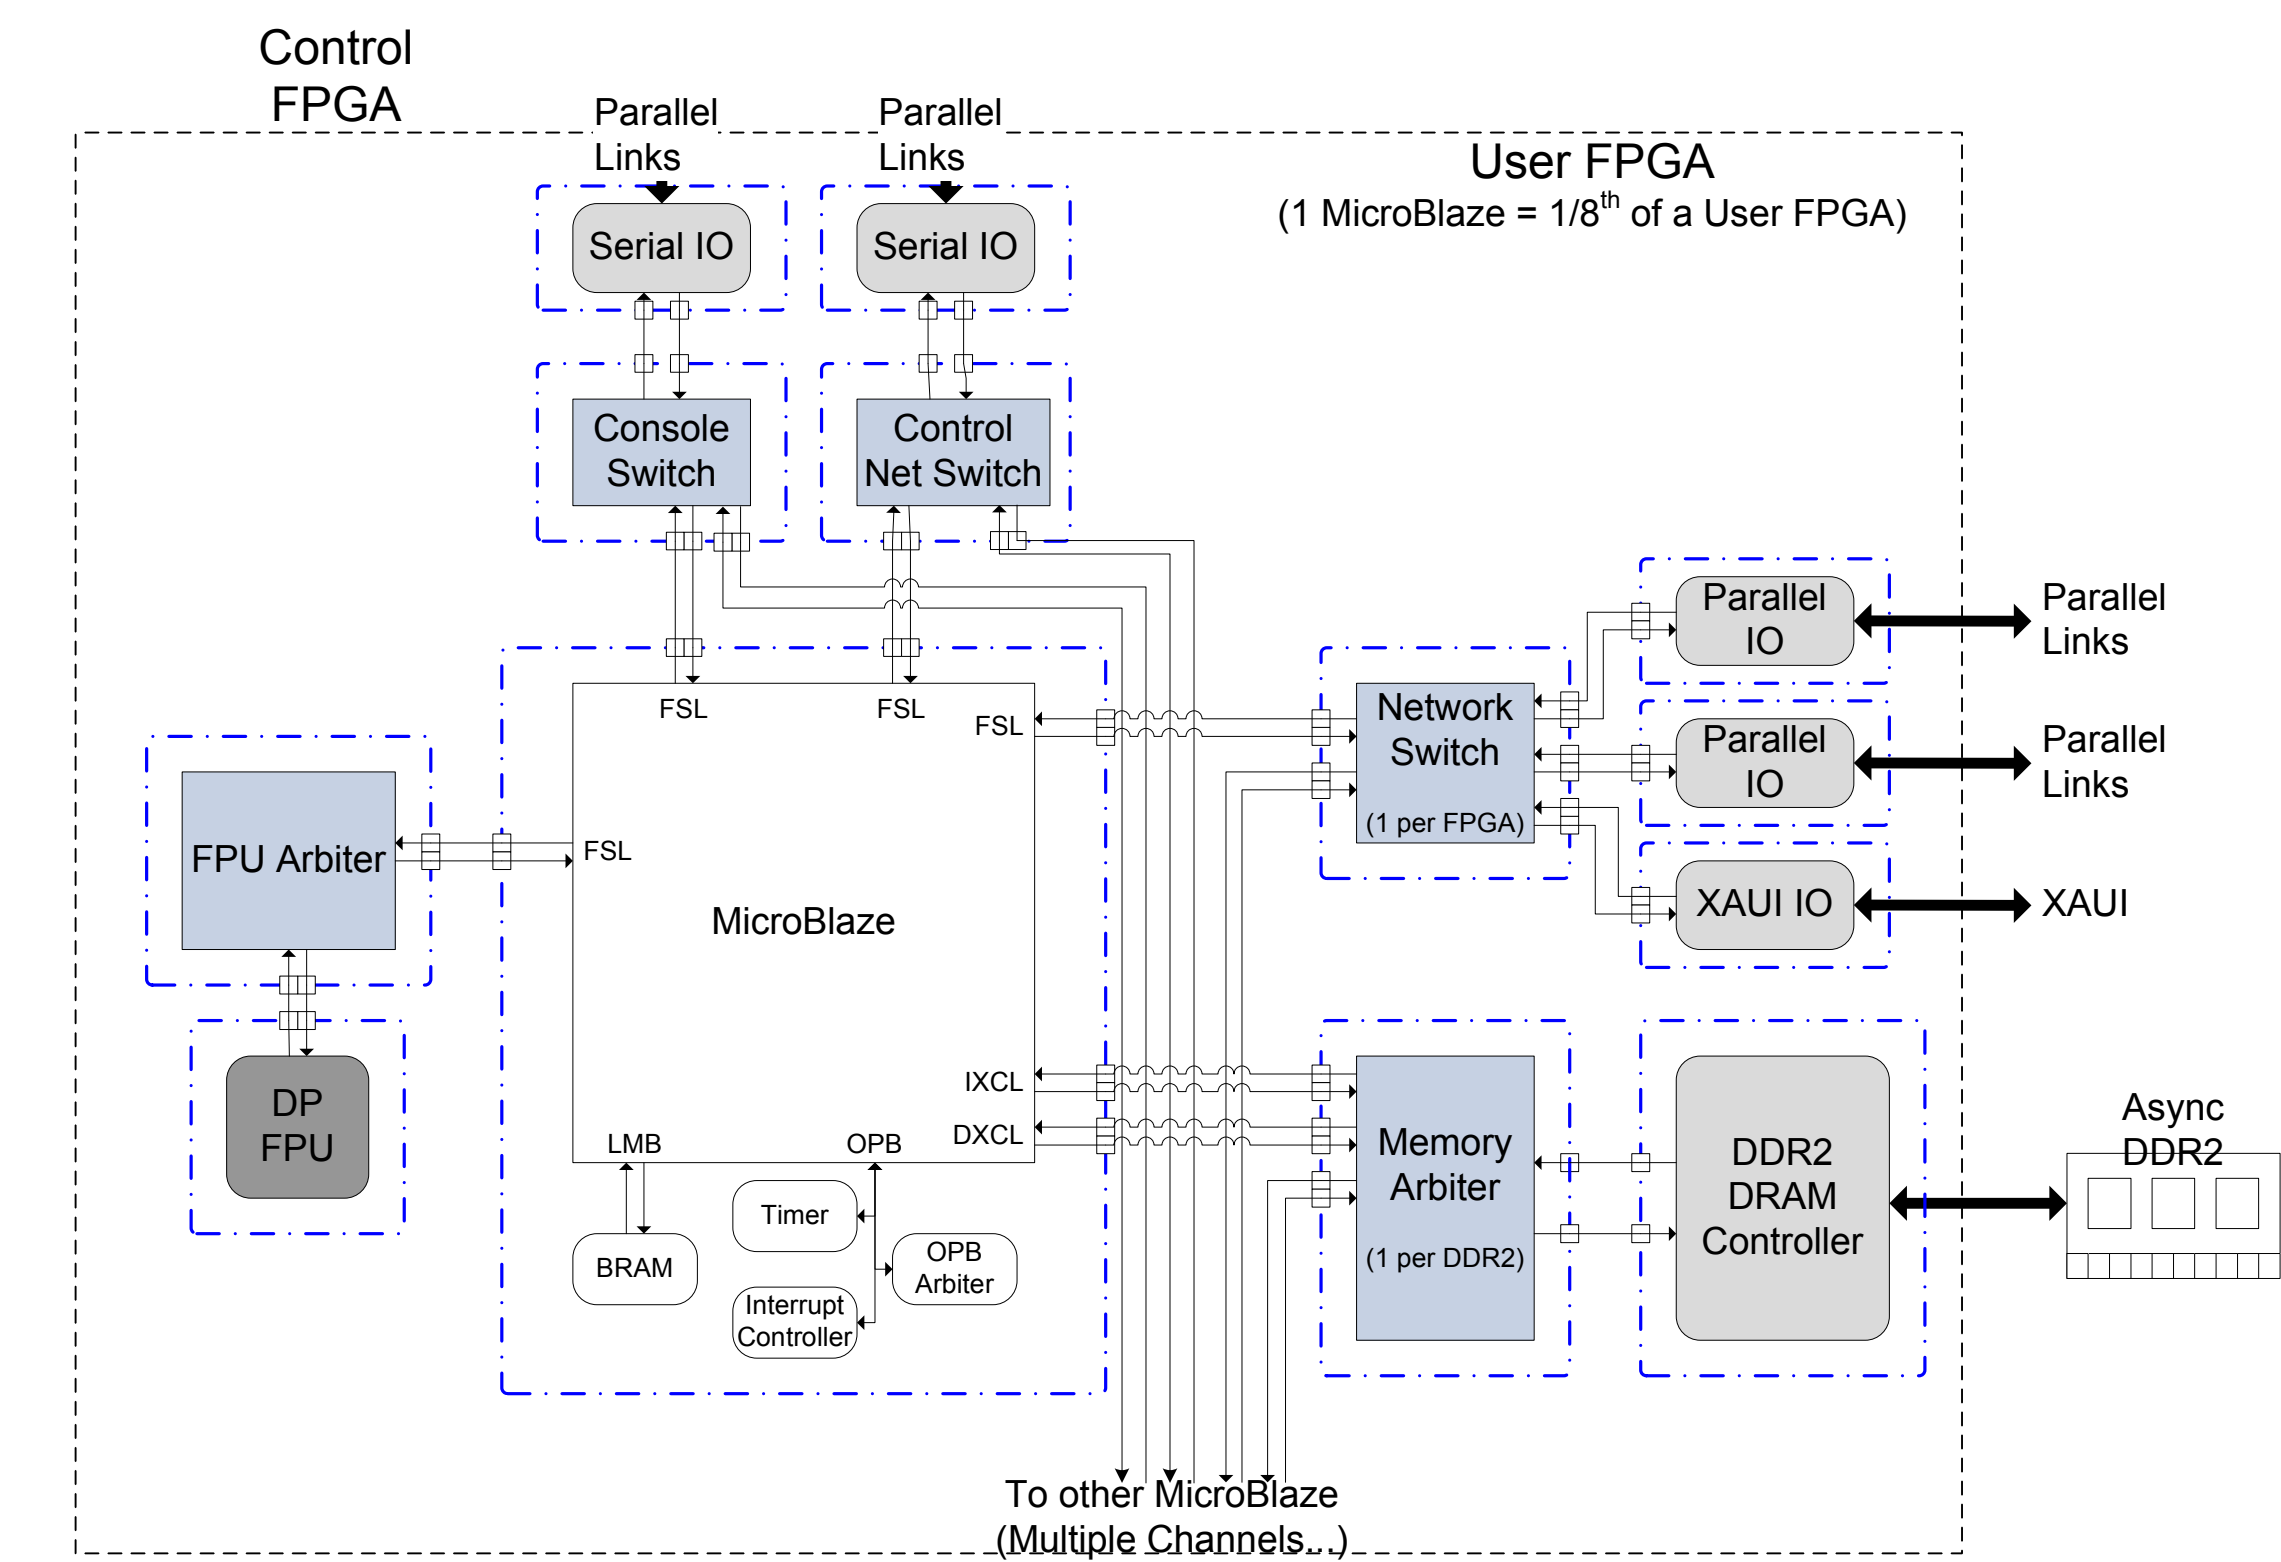 Control
FPGA
Parallel
Links
Parallel
Links
User FPGA
(1 MicroBlaze = 1/8th of a User FPGA)
Serial IO
Serial IO
Console
Switch
Control
Net Switch
Parallel
IO
Parallel
Links
FSL
FSL
FSL
Network
Switch
(1 per FPGA)
Parallel
IO
Parallel
Links
FPU Arbiter
FSL
MicroBlaze
XAUI IO
XAUI
DP
FPU
IXCL
DXCL
LMB
OPB
Memory
Arbiter
(1 per DDR2)
DDR2
DRAM
Controller
Async
DDR2
Timer
BRAM
OPB
Arbiter
Interrupt
Controller
To other MicroBlaze
(Multiple Channels...)